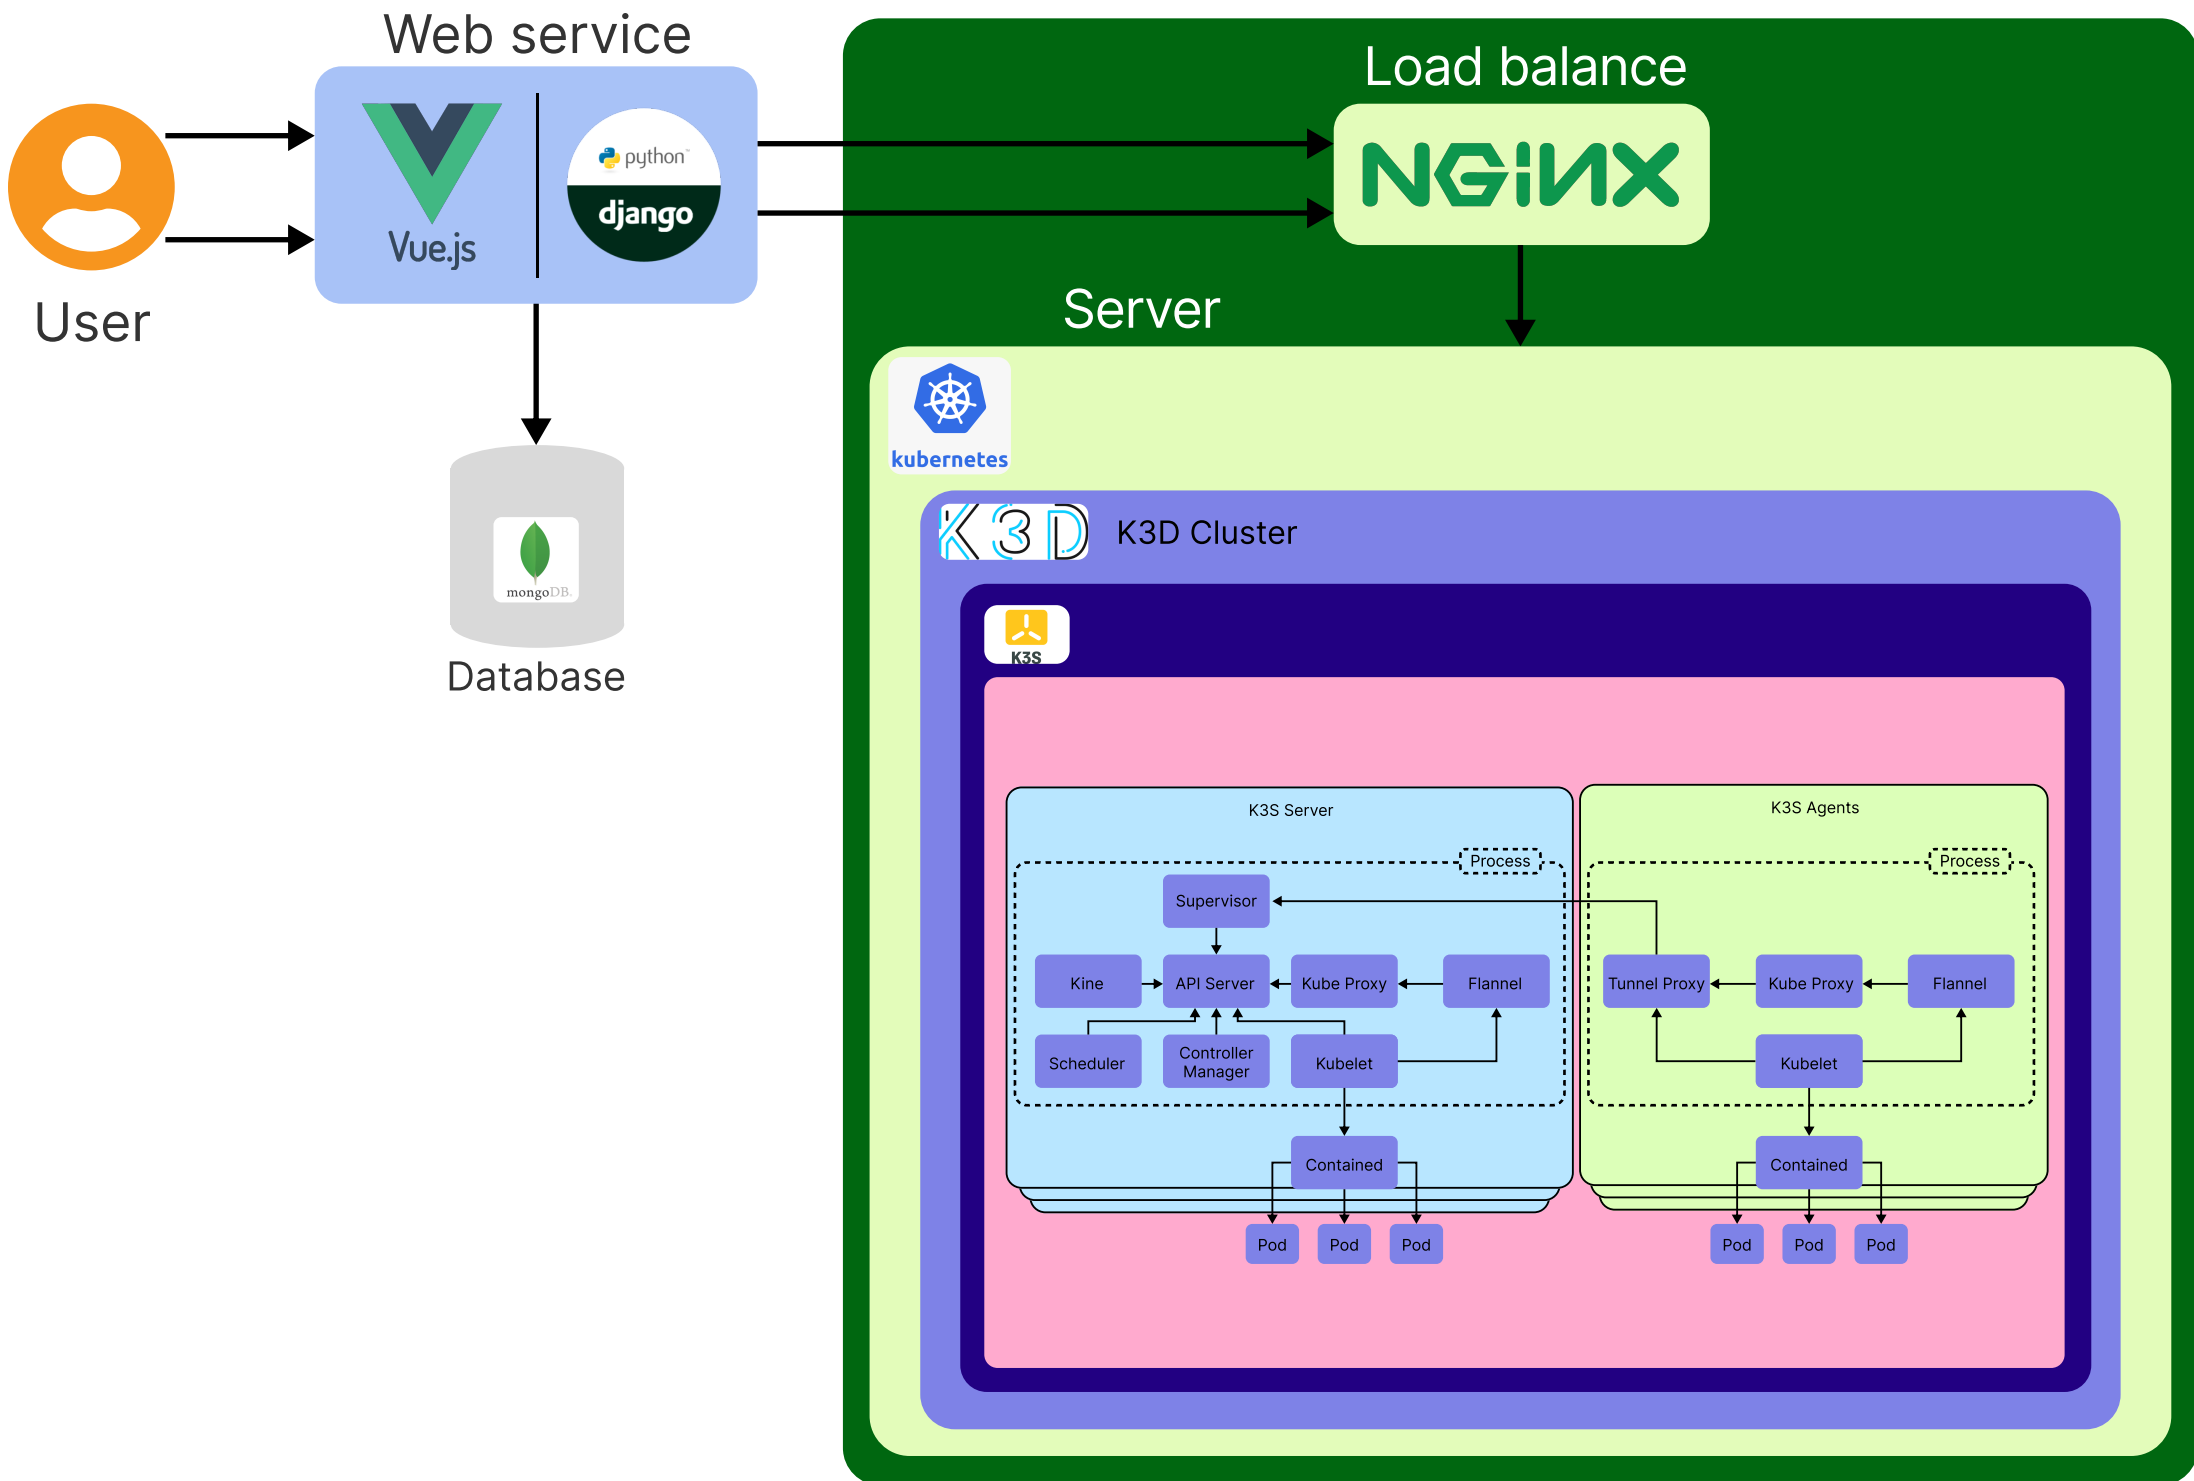 Web service
Load balance
python
django
Vue.js
NGiNX
User
Server
kubernetes
K3D
K3D Cluster
mongoDB.
K3S
Database
K3S Server
K3S Agents
Process
Process
Supervisor
Kine
API Server
Kube Proxy
Flannel
Tunnel Proxy
Kube Proxy
Flannel
Scheduler
Controller
Manager
Kubelet
Kubelet
Contained
Contained
Pod
Pod
Pod
Pod
Pod
Pod